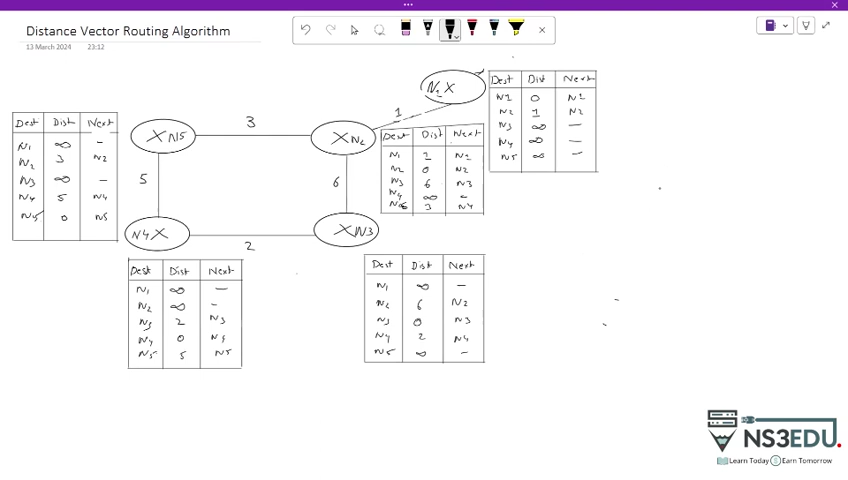 Distance Vector Routing Algorithm
13 March 2024 23:12
N1 X
1
Dest Dist Next
N1 0 N1
N2 1 N2
N3 ∞ —
N4 ∞ —
N5 ∞ —
Dest Dist Next
N1 ∞ -
N2 3 N2
N3 ∞ -
N4 5 N4
N5 0 N5
X N5
3
X N2
Dest Dist Next
N1 1
N2 0 N2
N3 6 N3
N4 ∞ -
N5 3 N4
5
6
N4 X
2
X N3
Dest Dist Next
N1 ∞ —
N2 ∞ -
N3 2 N3
N4 0
N5 5 N5
Dest Dist Next
N1 ∞ -
N2 6 N2
N3 0 N3
N4 2 N4
N5 ∞ -
NS3EDU.
Learn Today $ Earn Tomorrow